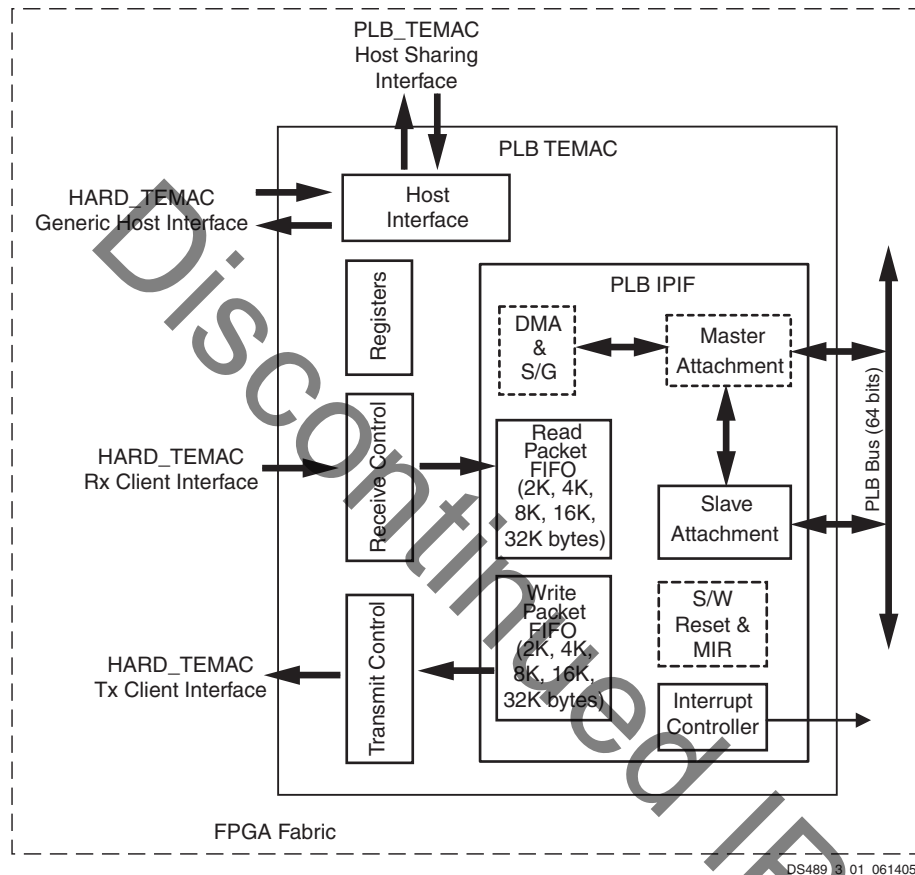 PLB_TEMAC
Host Sharing
Interface
PLB TEMAC
HARD_TEMAC
Generic Host Interface
Host
Interface
Registers
PLB IPIF
DMA
&
S/G
Master
Attachment
PLB Bus (64 bits)
HARD_TEMAC
Rx Client Interface
Receive Control
Read
Packet
FIFO
(2K, 4K,
8K, 16K,
32K bytes)
Slave
Attachment
HARD_TEMAC
Tx Client Interface
Transmit Control
Write
Packet
FIFO
(2K, 4K,
8K, 16K,
32K bytes)
S/W
Reset &
MIR
Interrupt
Controller
FPGA Fabric
Discontinued IP
DS489_3_01_061405